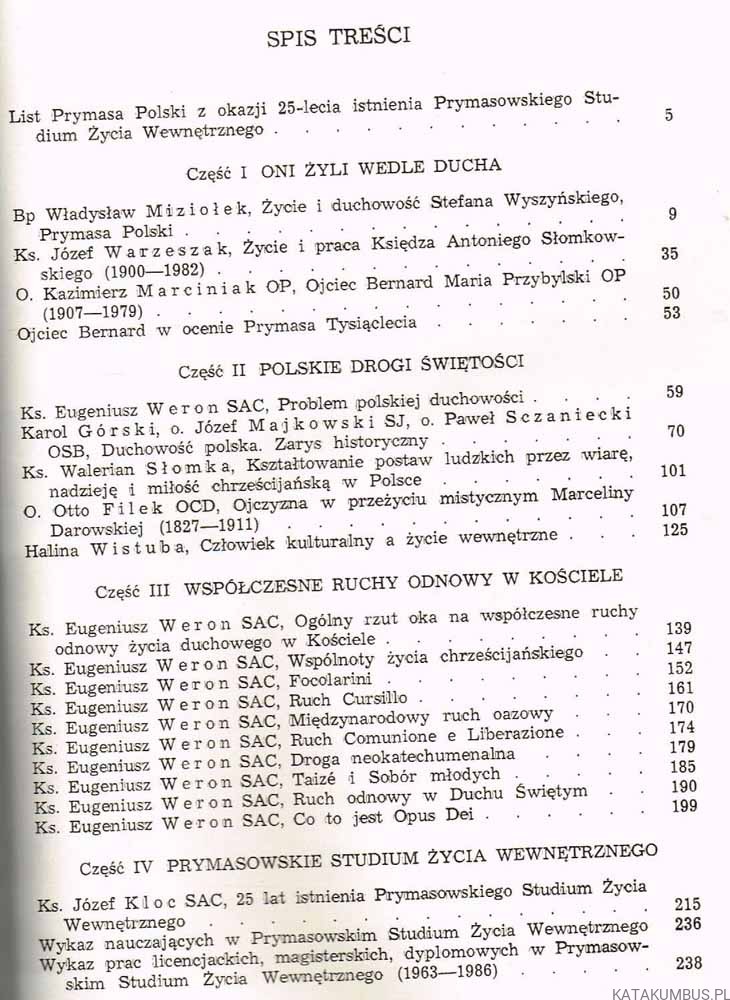 SPIS TREŚCI
List Prymasa Polski z okazji 25-lecia istnienia Prymasowskiego Stu-
dium Życia Wewnętrznego . . . . . . . . . . . 5
Część I ONI ŻYLI WEDLE DUCHA
Bp Władysław Miziołek, Życie i duchowość Stefana Wyszyńskiego,
Prymasa Polski . . . . . . . . . . . . . 9
Ks. Józef Warzeszak, Życie i praca Księdza Antoniego Słomkow-
skiego (1900—1982) . . . . . . . . . . . . 35
O. Kazimierz Marciniak OP, Ojciec Bernard Maria Przybylski OP
(1907—1979) . . . . . . . . . . . . . . 50
Ojciec Bernard w ocenie Prymasa Tysiąclecia . . . . . . 53
Część II POLSKIE DROGI ŚWIĘTOŚCI
Ks. Eugeniusz Weron SAC, Problem polskiej duchowości . . . . 59
Karol Górski, o. Józef Majkowski SJ, o. Paweł Sczaniecki
OSB, Duchowość polska. Zarys historyczny . . . . . . 70
Ks. Walerian Słomka, Kształtowanie postaw ludzkich przez wiarę,
nadzieję i miłość chrześcijańską w Polsce . . . . . . 101
O. Otto Filek OCD, Ojczyzna w przeżyciu mistycznym Marceliny
Darowskiej (1827—1911) . . . . . . . . . . . 107
Halina Wistuba, Człowiek kulturalny a życie wewnętrzne . . . 125
Część III WSPÓŁCZESNE RUCHY ODNOWY W KOŚCIELE
Ks. Eugeniusz Weron SAC, Ogólny rzut oka na współczesne ruchy
odnowy życia duchowego w Kościele . . . . . . . . 139
Ks. Eugeniusz Weron SAC, Wspólnoty życia chrześcijańskiego . . 147
Ks. Eugeniusz Weron SAC, Focolarini . . . . . . . . 152
Ks. Eugeniusz Weron SAC, Ruch Cursillo . . . . . . . 161
Ks. Eugeniusz Weron SAC, Międzynarodowy ruch oazowy . . . 170
Ks. Eugeniusz Weron SAC, Ruch Comunione e Liberazione . . . 174
Ks. Eugeniusz Weron SAC, Droga neokatechumenalna . . . . 179
Ks. Eugeniusz Weron SAC, Taizé i Sobór młodych . . . . . 185
Ks. Eugeniusz Weron SAC, Ruch odnowy w Duchu Świętym . . 190
Ks. Eugeniusz Weron SAC, Co to jest Opus Dei . . . . . . 199
Część IV PRYMASOWSKIE STUDIUM ŻYCIA WEWNĘTRZNEGO
Ks. Józef Kloc SAC, 25 lat istnienia Prymasowskiego Studium Życia
Wewnętrznego . . . . . . . . . . . . . . 215
Wykaz nauczających w Prymasowskim Studium Życia Wewnętrznego 236
Wykaz prac licencjackich, magisterskich, dyplomowych w Prymasow-
skim Studium Życia Wewnętrznego (1963—1986) . . . . . 238
KATAKUMBUS.PL